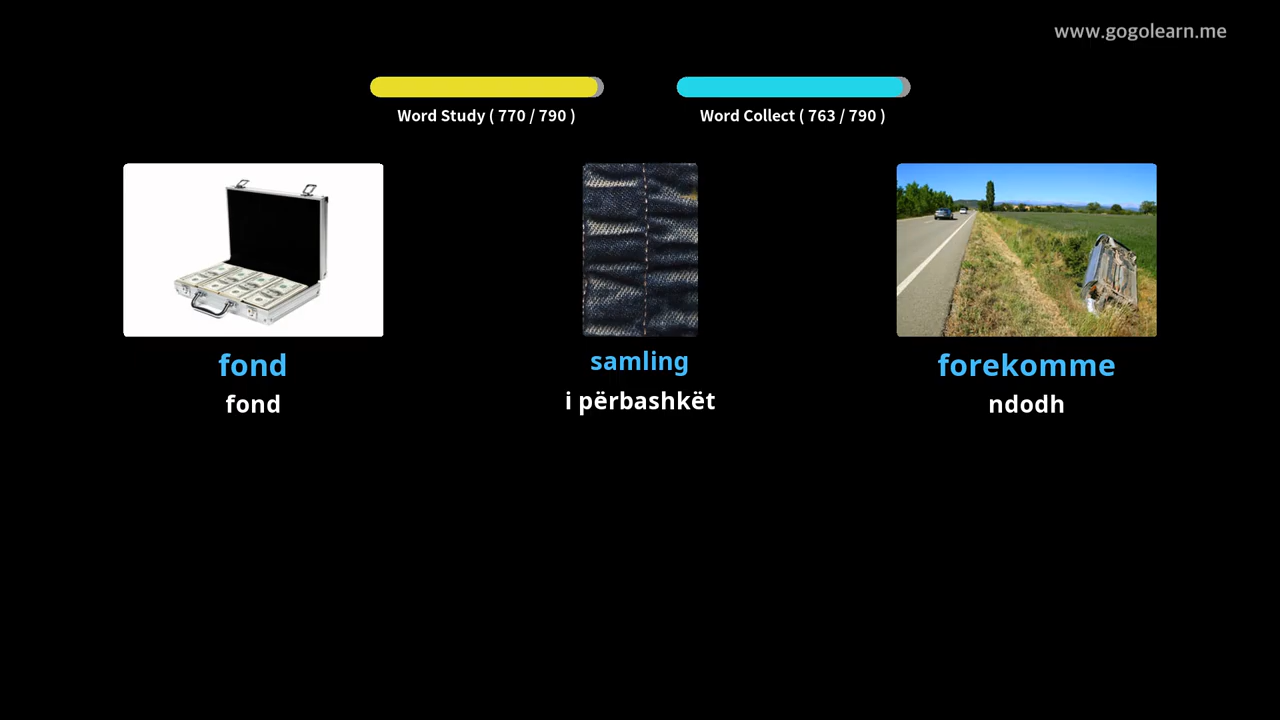 www.gogolearn.me
Word Study ( 770 / 790 )
Word Collect ( 763 / 790 )
fond
fond
samling
i përbashkët
forekomme
ndodh